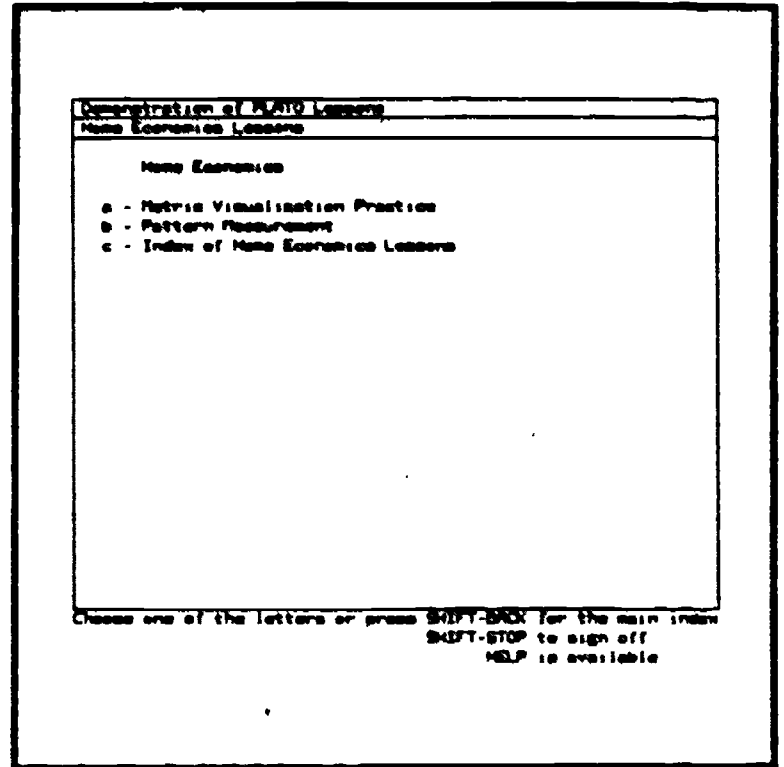 Demonstration of PLATO Lessons
Home Economics Lessons
Home Economics
a - Metric Visualization Practice
b - Pattern Measurement
c - Index of Home Economics Lessons
Choose one of the letters or press SHIFT-BACK for the main index
SHIFT-STOP to sign off
HELP is available